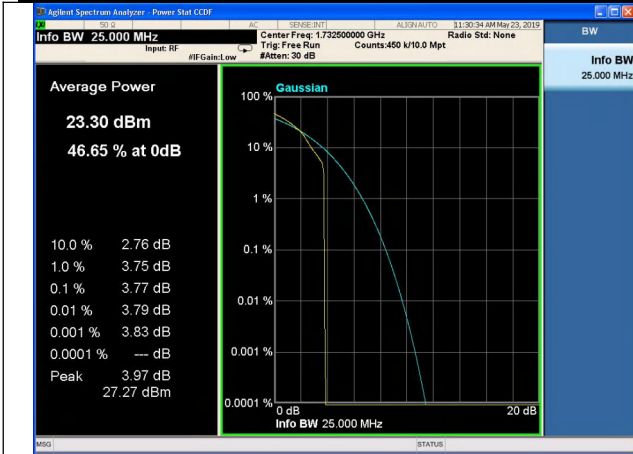 Agilent Spectrum Analyzer - Power Stat CCDF
50 Ω AC SENSE:INT ALIGN AUTO 11:30:34 AM May 23, 2019
Info BW 25.000 MHz
Center Freq: 1.732500000 GHz Radio Std: None
Input: RF Trig: Free Run Counts:450 k/10.0 Mpt
#IFGain:Low #Atten: 30 dB
BW
Info BW
25.000 MHz
Average Power
23.30 dBm
46.65 % at 0dB
10.0 % 2.76 dB
1.0 % 3.75 dB
0.1 % 3.77 dB
0.01 % 3.79 dB
0.001 % 3.83 dB
0.0001 % --- dB
Peak 3.97 dB
27.27 dBm
Gaussian
100 %
10 %
1 %
0.1 %
0.01 %
0.001 %
0.0001 %
0 dB 20 dB
Info BW 25.000 MHz
MSG STATUS